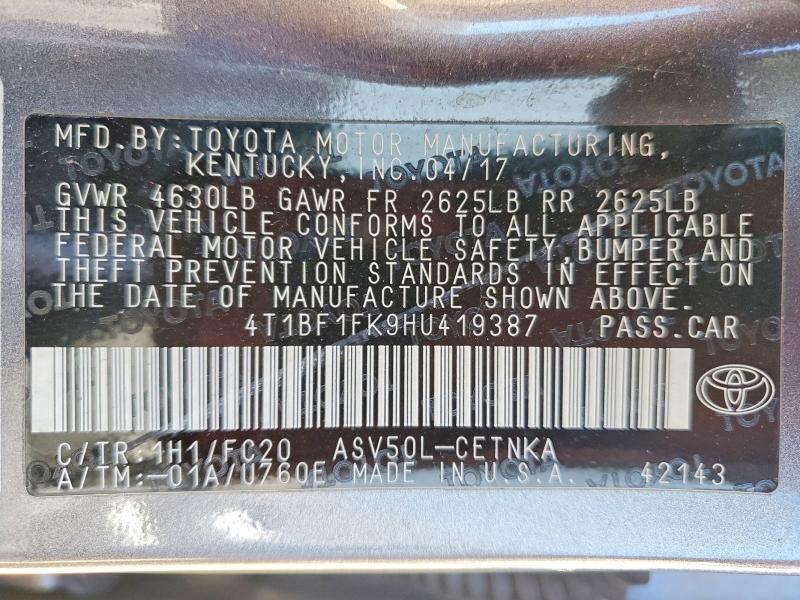 MFD.BY:TOYOTA MOTOR MANUFACTURING,
KENTUCKY,INC.04/17
GVWR 4630LB GAWR FR 2625LB RR 2625LB
THIS VEHICLE CONFORMS TO ALL APPLICABLE
FEDERAL MOTOR VEHICLE SAFETY,BUMPER,AND
THEFT PREVENTION STANDARDS IN EFFECT ON
THE DATE OF MANUFACTURE SHOWN ABOVE.
4T1BF1FK9HU419387 PASS.CAR
C/TR:1H1/FC20 ASV50L-CETNKA
A/TM:-01A/U760E MADE IN U.S.A. 42143